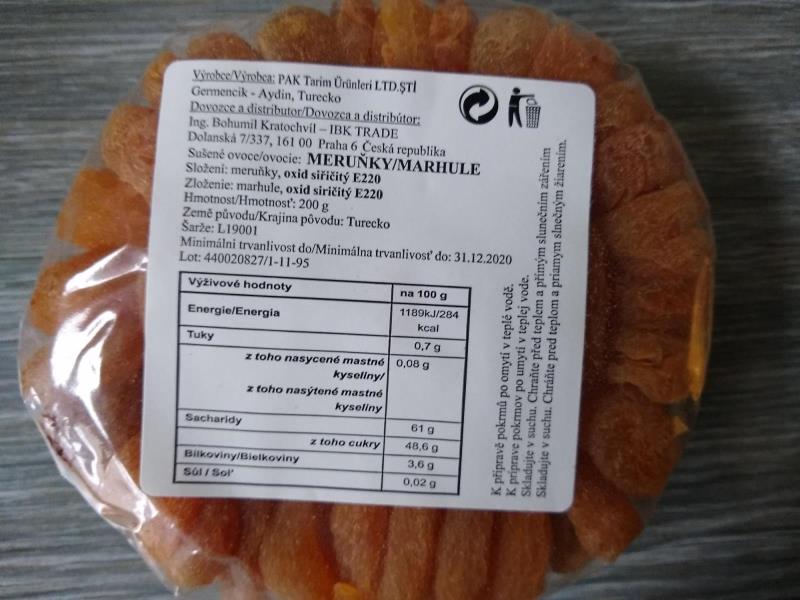 Výrobce/Výrobca: PAK Tarim Ürünleri LTD.ŞTİ
Germencik - Aydin, Turecko
Dovozce a distributor/Dovozca a distribútor:
Ing. Bohumil Kratochvíl – IBK TRADE
Dolanská 7/337, 161 00 Praha 6 Česká republika
Sušené ovoce/ovocie: MERUŇKY/MARHULE
Složení: meruňky, oxid siřičitý E220
Zloženie: marhule, oxid siričitý E220
Hmotnost/Hmotnosť: 200 g
Země původu/Krajina pôvodu: Turecko
Šarže: L19001
Minimální trvanlivost do/Minimálna trvanlivosť do: 31.12.2020
Lot: 440020827/1-11-95
Výživové hodnoty na 100 g
Energie/Energia 1189kJ/284
kcal
Tuky 0,7 g
z toho nasycené mastné 0,08 g
kyseliny/
z toho nasýtené mastné
kyseliny
Sacharidy 61 g
z toho cukry 48,6 g
Bílkoviny/Bielkoviny 3,6 g
Sůl / Soľ 0,02 g
K přípravě pokrmů po omytí v teplé vodě.
K príprave pokrmov po umytí v teplej vode.
Skladujte v suchu. Chraňte před teplem a přímým slunečním zářením
Skladujte v suchu. Chráňte pred teplom a priamym slnečným žiarením.